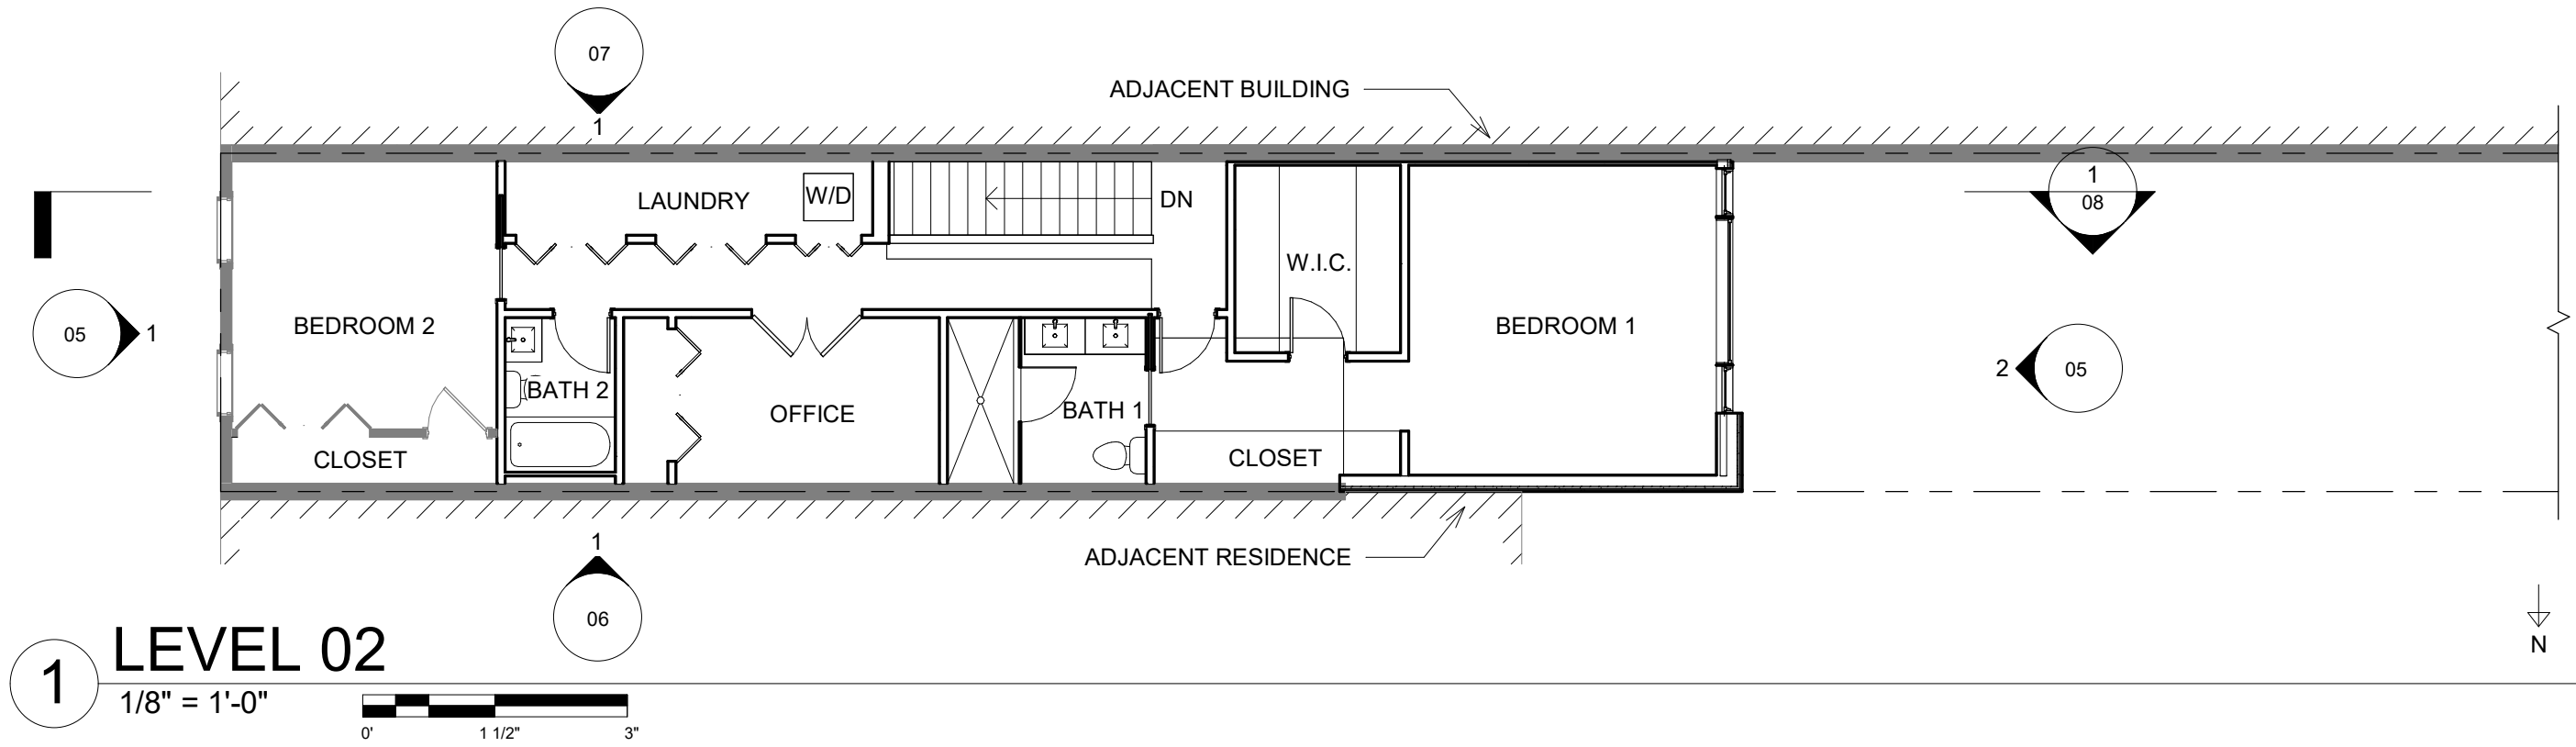 07
1
ADJACENT BUILDING
LAUNDRY
W/D
DN
1
08
W.I.C.
05
1
BEDROOM 2
BEDROOM 1
2
05
BATH 2
OFFICE
BATH 1
CLOSET
CLOSET
1
06
ADJACENT RESIDENCE
N
1
LEVEL 02
1/8" = 1'-0"
0'
1 1/2"
3"